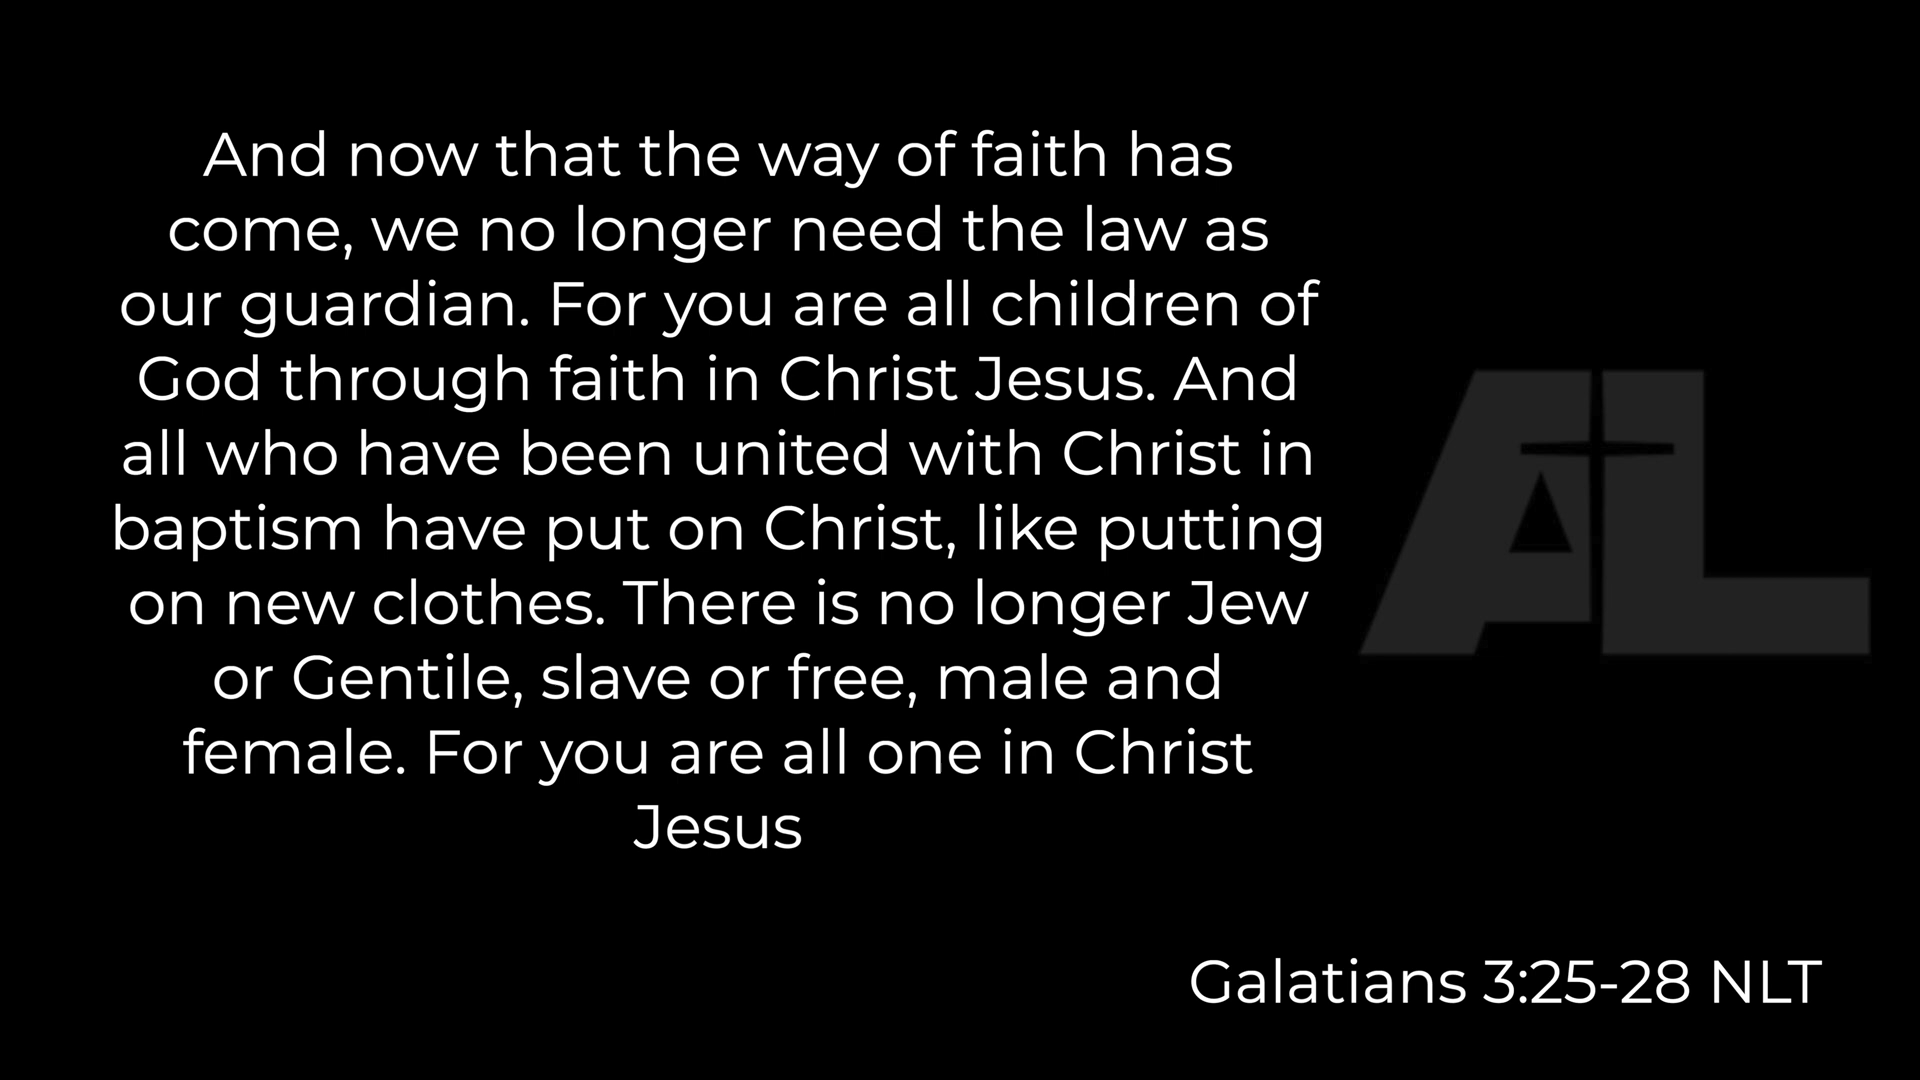 And now that the way of faith has
come, we no longer need the law as
our guardian. For you are all children of
God through faith in Christ Jesus. And
all who have been united with Christ in
baptism have put on Christ, like putting
on new clothes. There is no longer Jew
or Gentile, slave or free, male and
female. For you are all one in Christ
Jesus
AL
Galatians 3:25-28 NLT